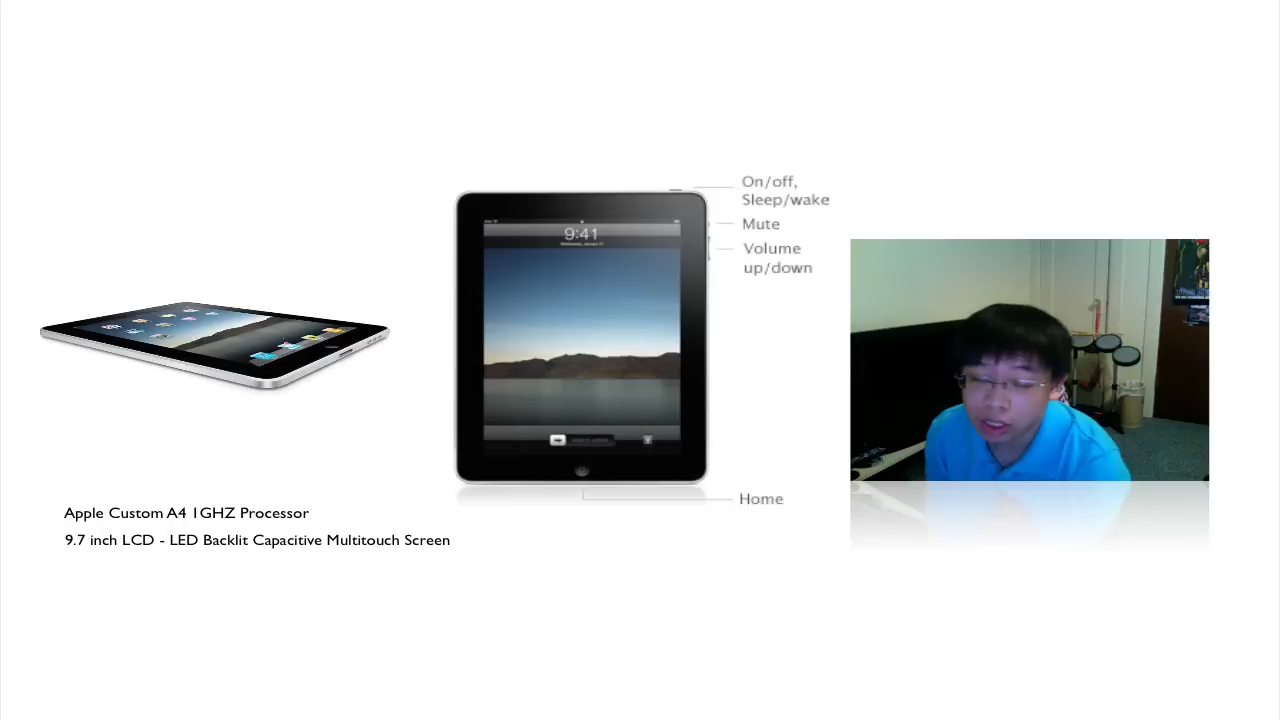 On/off,
Sleep/wake
Mute
Volume
up/down
9:41
Home
Apple Custom A4 1GHZ Processor
9.7 inch LCD - LED Backlit Capacitive Multitouch Screen